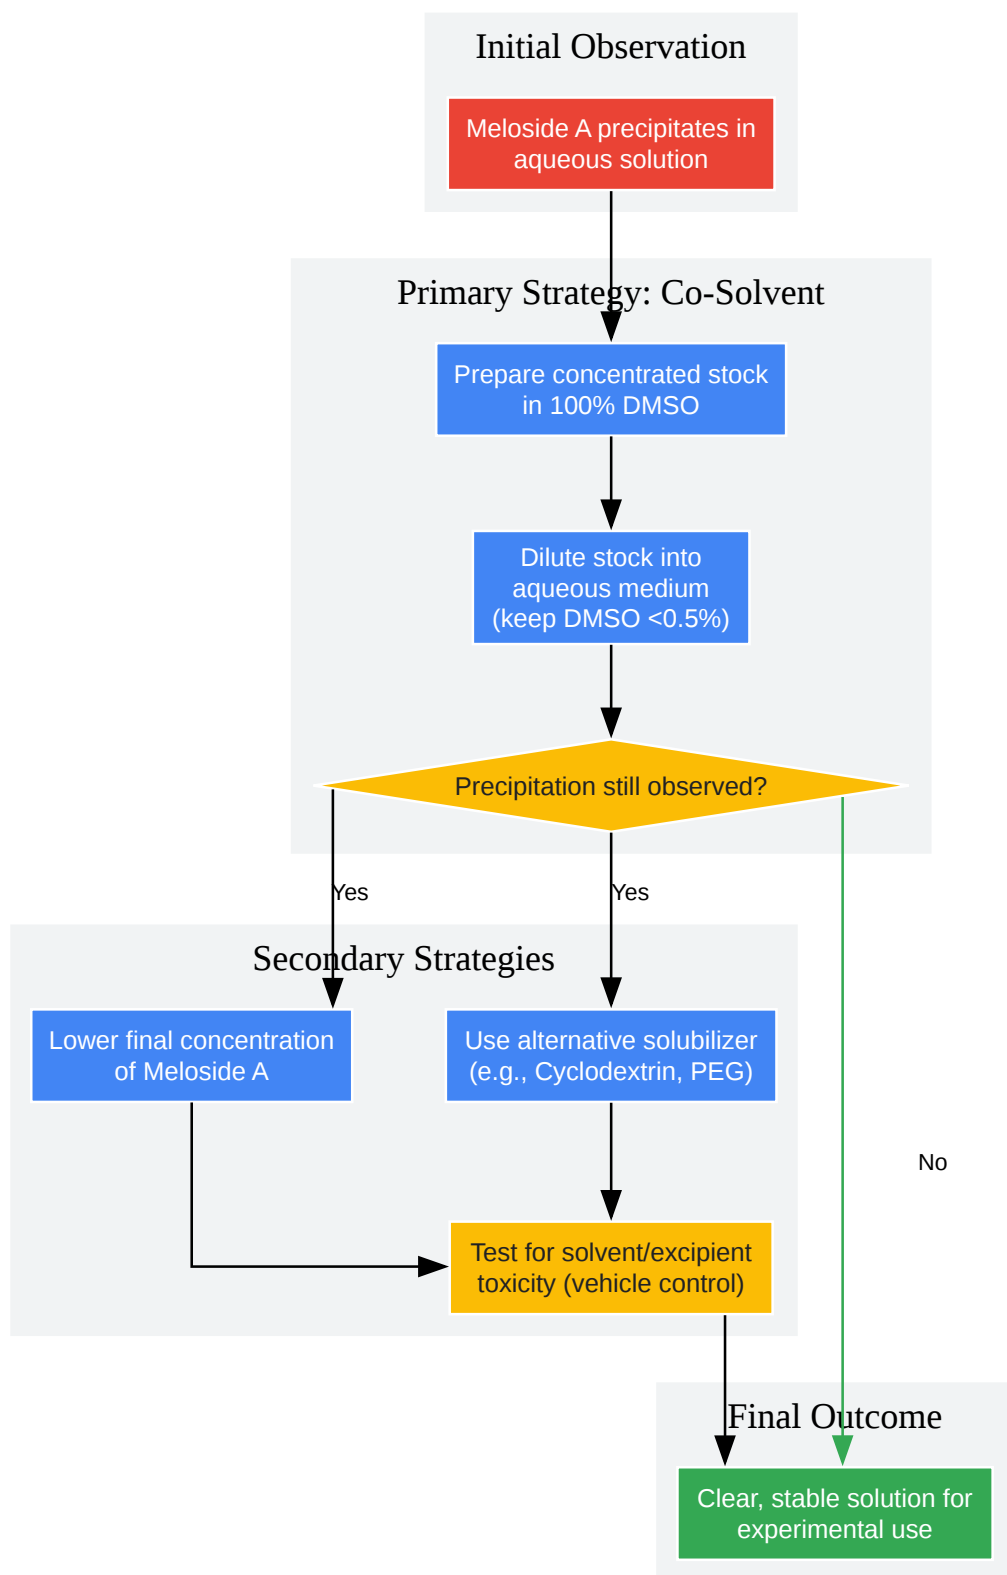 Initial Observation
Meloside A precipitates in
aqueous solution
Primary Strategy: Co-Solvent
Prepare concentrated stock
in 100% DMSO
Dilute stock into
aqueous medium
(keep DMSO <0.5%)
Precipitation still observed?
Yes
Yes
Secondary Strategies
Lower final concentration
of Meloside A
Use alternative solubilizer
(e.g., Cyclodextrin, PEG)
No
Test for solvent/excipient
toxicity (vehicle control)
Final Outcome
Clear, stable solution for
experimental use